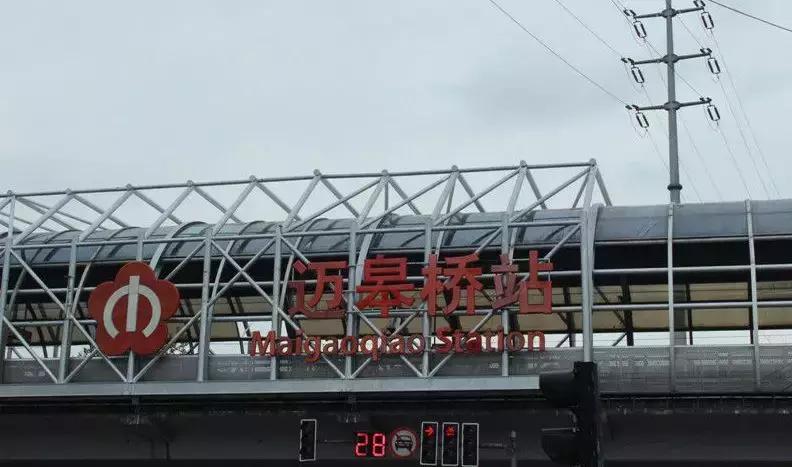 迈皋桥站
Maigaoqiao Station
28